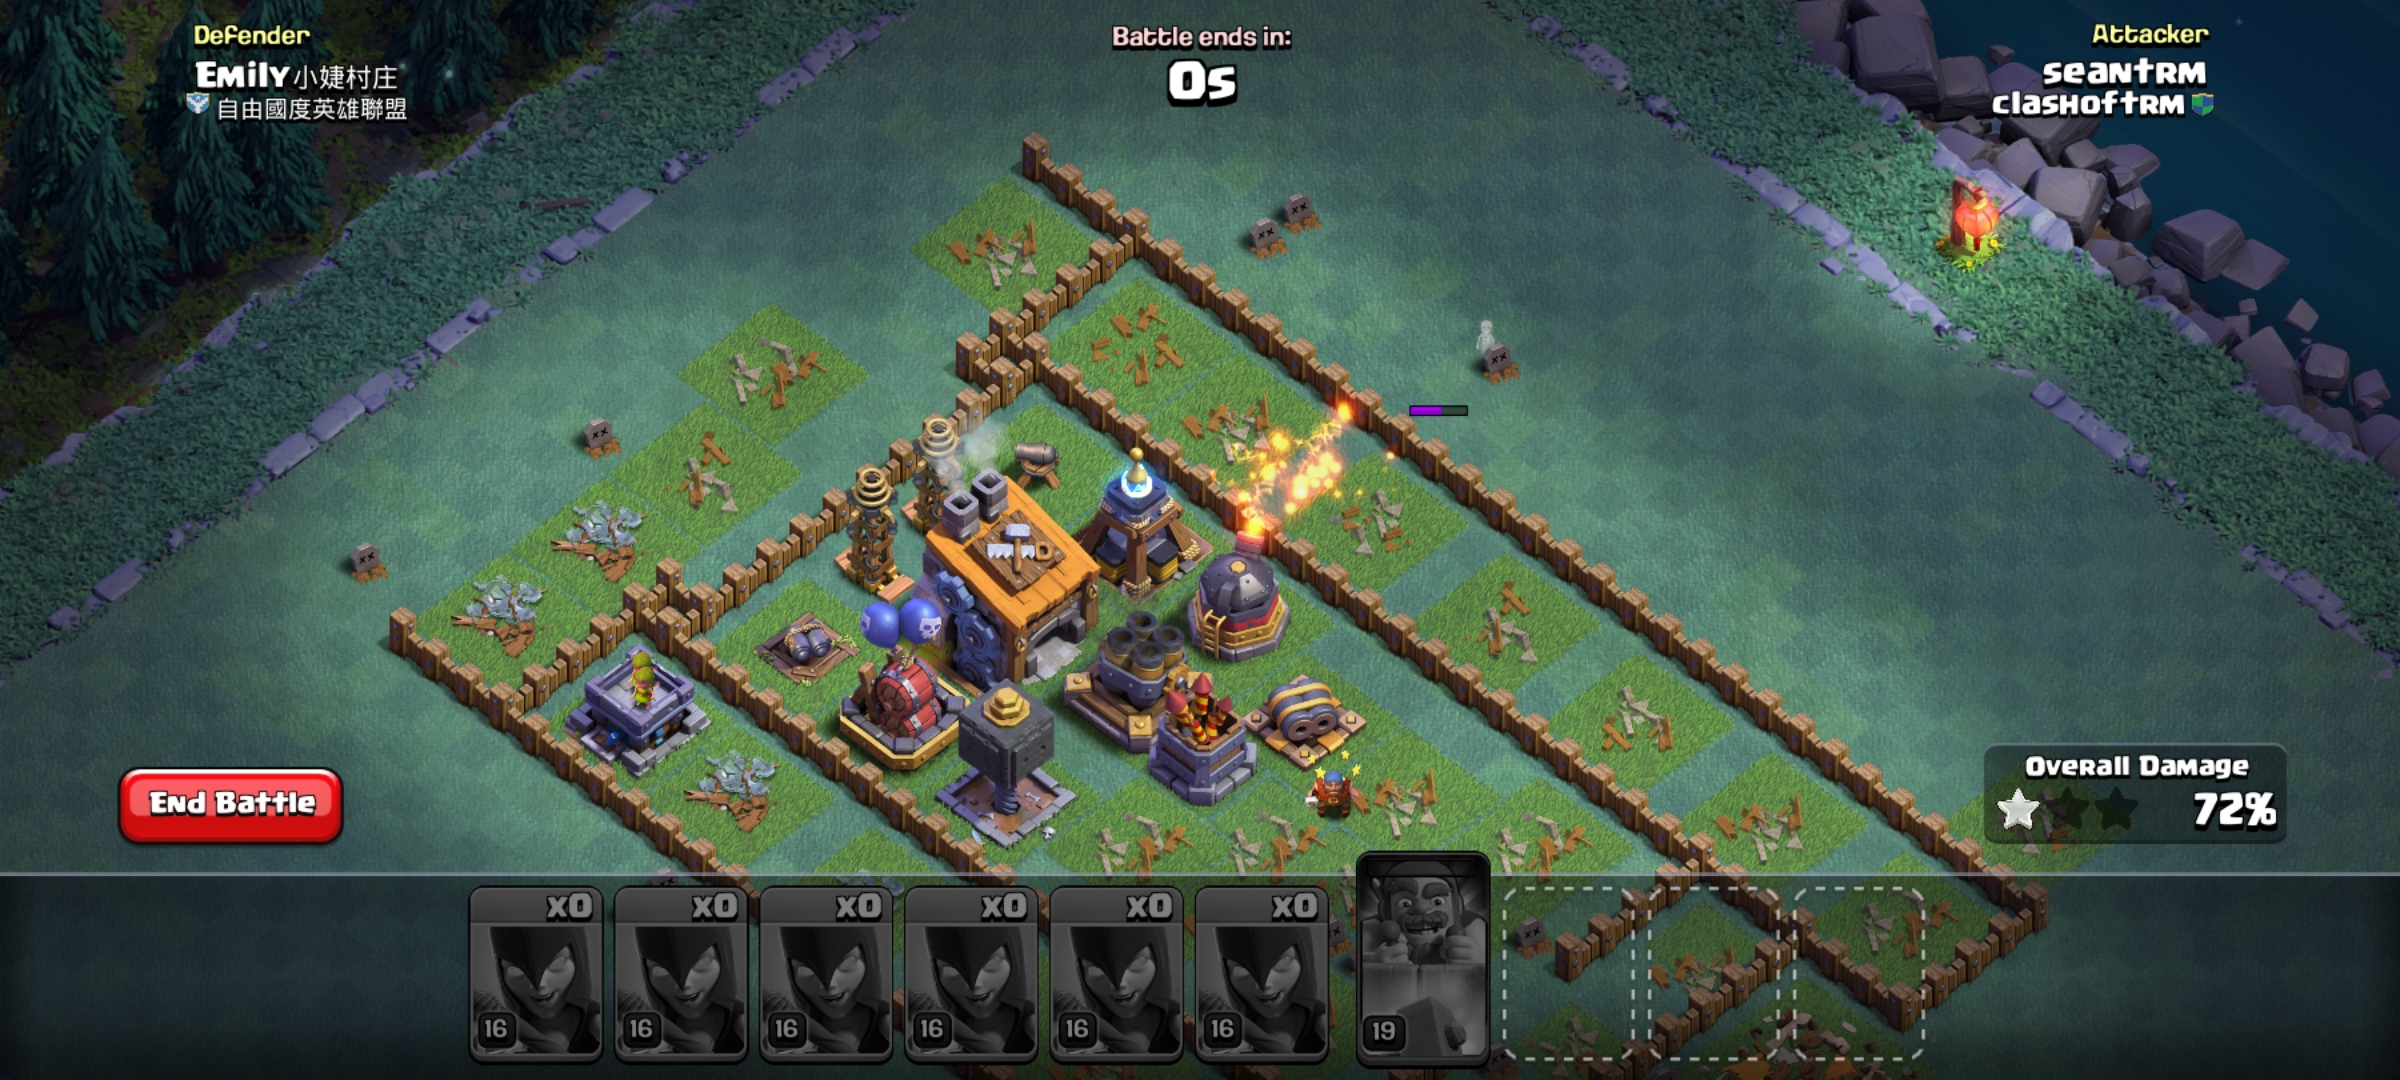 Defender
Emily小婕村庄
自由國度英雄聯盟
Battle ends in:
0s
Attacker
seantrm
clashoftrm
End Battle
Overall Damage
72%
x0
x0
x0
x0
x0
x0
16
16
16
16
16
16
19